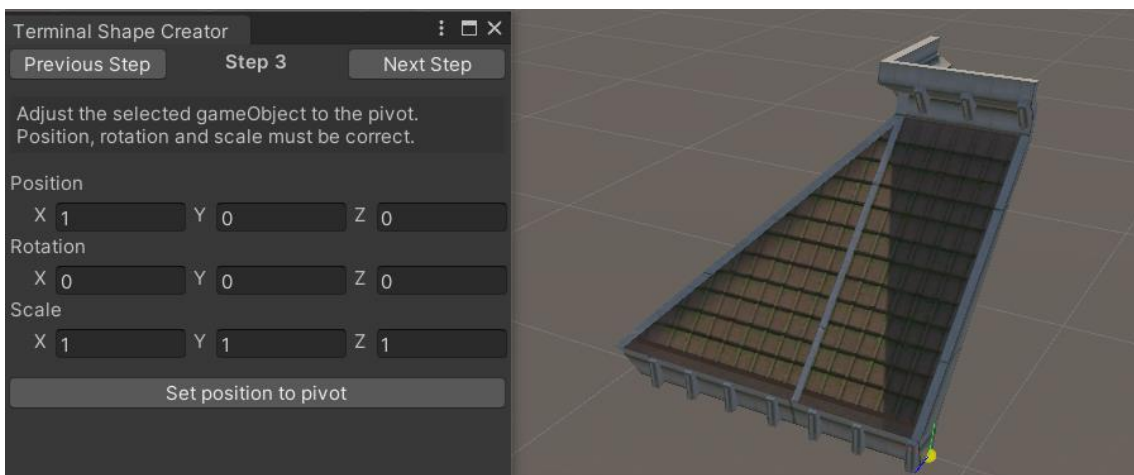 Terminal Shape Creator
Previous Step Step 3 Next Step
Adjust the selected gameObject to the pivot.
Position, rotation and scale must be correct.
Position
X 1 Y 0 Z 0
Rotation
X 0 Y 0 Z 0
Scale
X 1 Y 1 Z 1
Set position to pivot